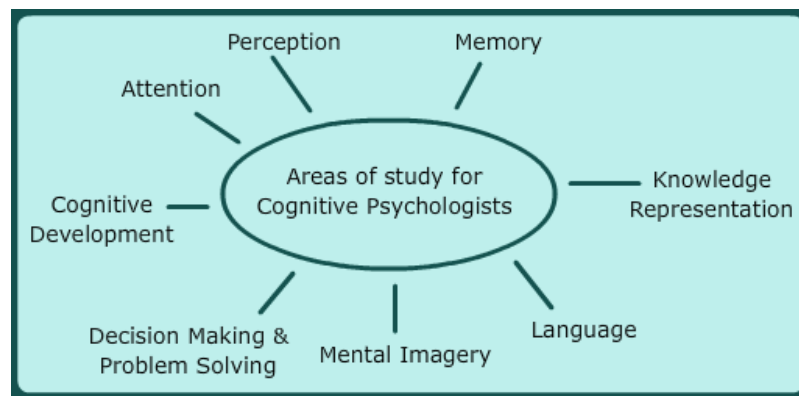 Perception
Memory
Attention
Areas of study for
Cognitive Psychologists
Knowledge
Representation
Cognitive
Development
Decision Making &
Problem Solving
Mental Imagery
Language